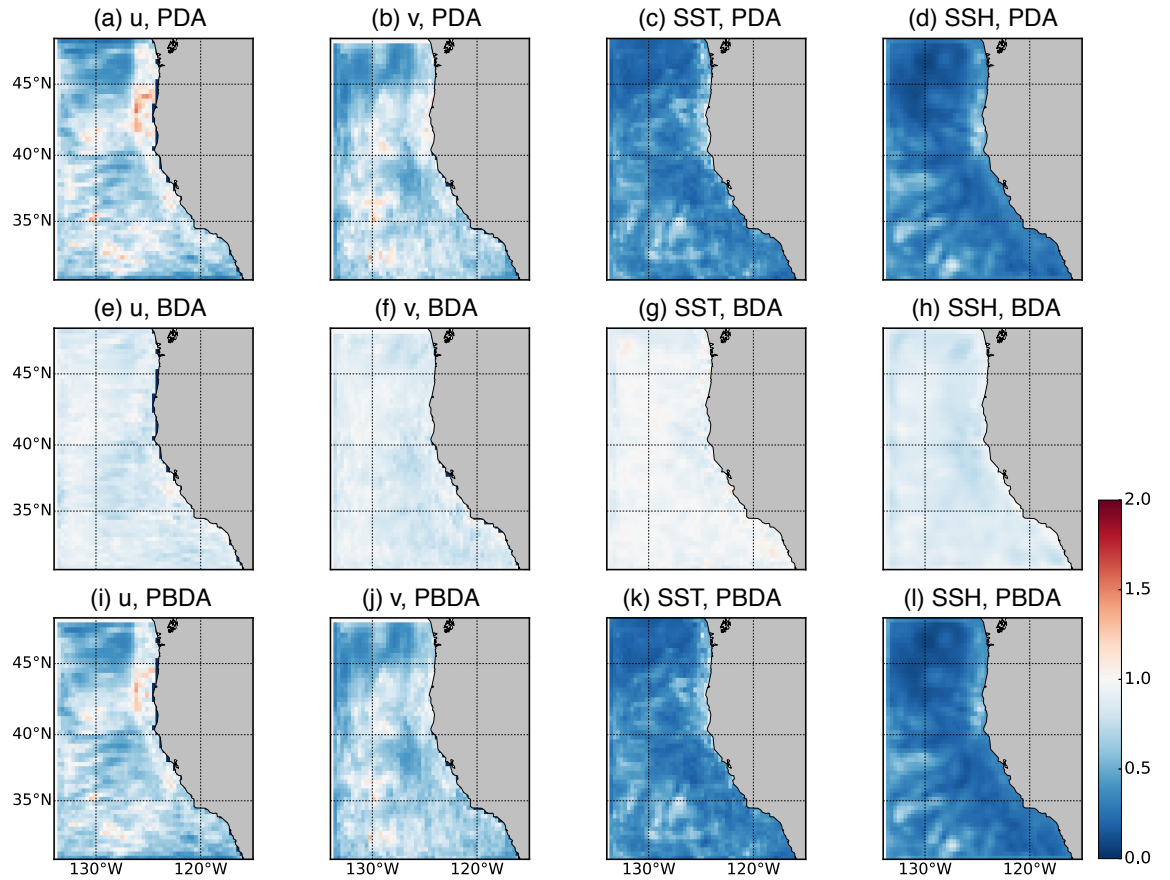 (a) u, PDA
(b) v, PDA
(c) SST, PDA
(d) SSH, PDA
45°N
40°N
35°N
(e) u, BDA
(f) v, BDA
(g) SST, BDA
(h) SSH, BDA
45°N
40°N
35°N
2.0
1.5
1.0
0.5
0.0
(i) u, PBDA
(j) v, PBDA
(k) SST, PBDA
(l) SSH, PBDA
45°N
40°N
35°N
130°W 120°W
130°W 120°W
130°W 120°W
130°W 120°W